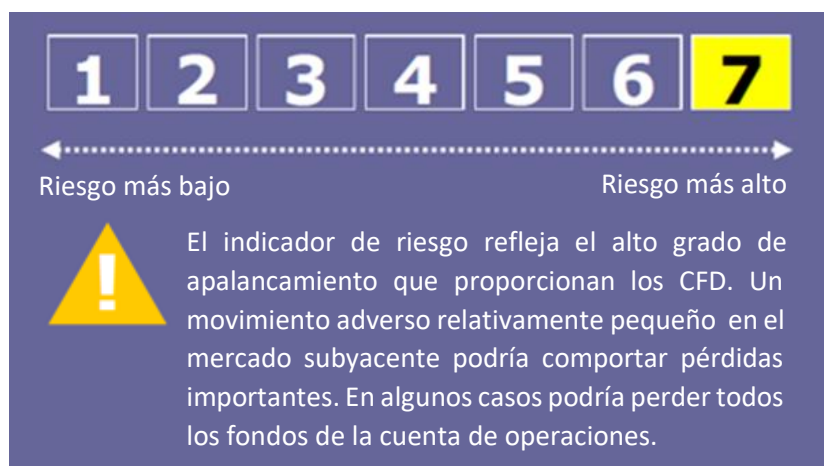 1 2 3 4 5 6 7
Riesgo más bajo Riesgo más alto
!
El indicador de riesgo refleja el alto grado de
apalancamiento que proporcionan los CFD. Un
movimiento adverso relativamente pequeño en el
mercado subyacente podría comportar pérdidas
importantes. En algunos casos podría perder todos
los fondos de la cuenta de operaciones.